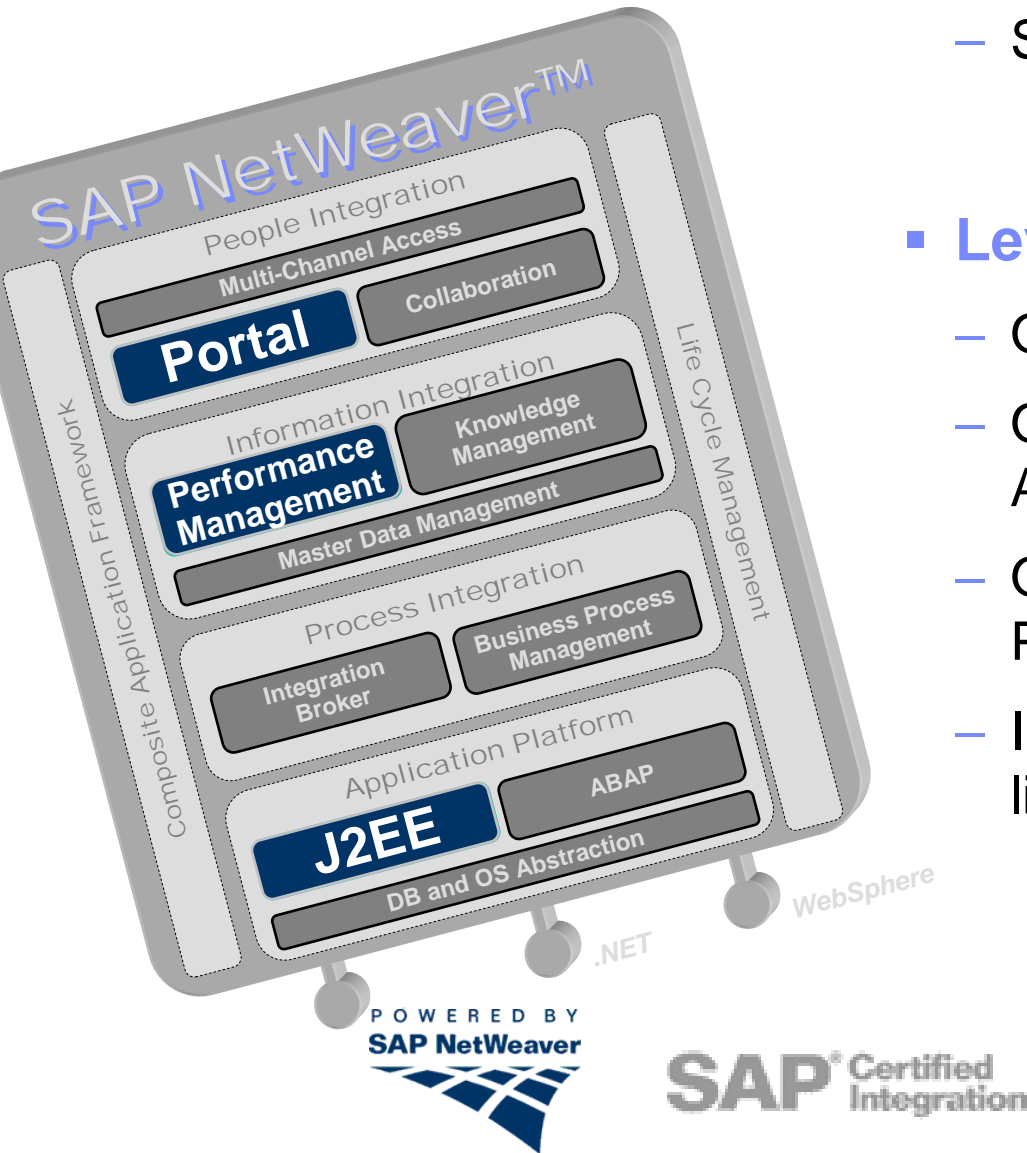 SAP NetWeaver™
People Integration
Multi-Channel Access
Portal
Collaboration
Information Integration
Performance
Management
Knowledge
Management
Master Data Management
Process Integration
Integration
Broker
Business Process
Management
Application Platform
J2EE
ABAP
DB and OS Abstraction
Composite Application Framework
Life Cycle Management
.NET
WebSphere
POWERED BY
SAP NetWeaver
SAP® Certified
Integration